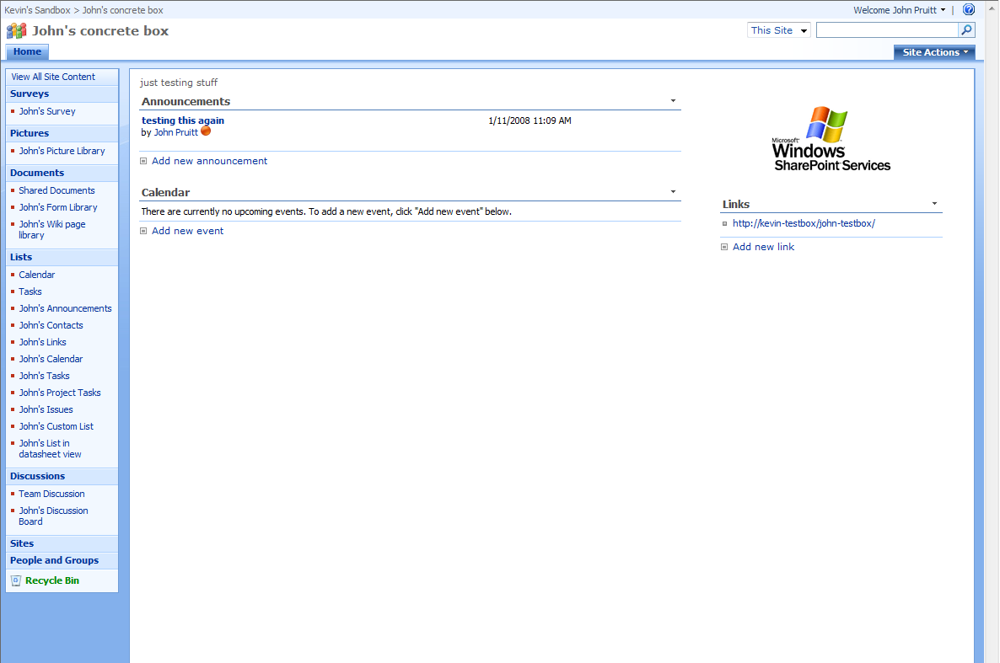 Kevin's Sandbox > John's concrete box
Welcome John Pruitt
John's concrete box
This Site
Home
Site Actions
View All Site Content
Surveys
John's Survey
Pictures
John's Picture Library
Documents
Shared Documents
John's Form Library
John's Wiki page
library
Lists
Calendar
Tasks
John's Announcements
John's Contacts
John's Links
John's Calendar
John's Tasks
John's Project Tasks
John's Issues
John's Custom List
John's List in
datasheet view
Discussions
Team Discussion
John's Discussion
Board
Sites
People and Groups
Recycle Bin
just testing stuff
Announcements
testing this again 1/11/2008 11:09 AM
by John Pruitt
Add new announcement
Calendar
There are currently no upcoming events. To add a new event, click "Add new event" below.
Add new event
Microsoft
Windows
SharePoint Services
Links
http://kevin-testbox/john-testbox/
Add new link